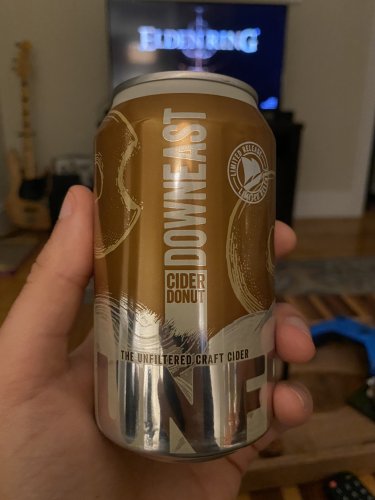 ELDEN RING
DOWNEAST
CIDER
DONUT
LIMITED RELEASE
THE UNFILTERED CRAFT CIDER